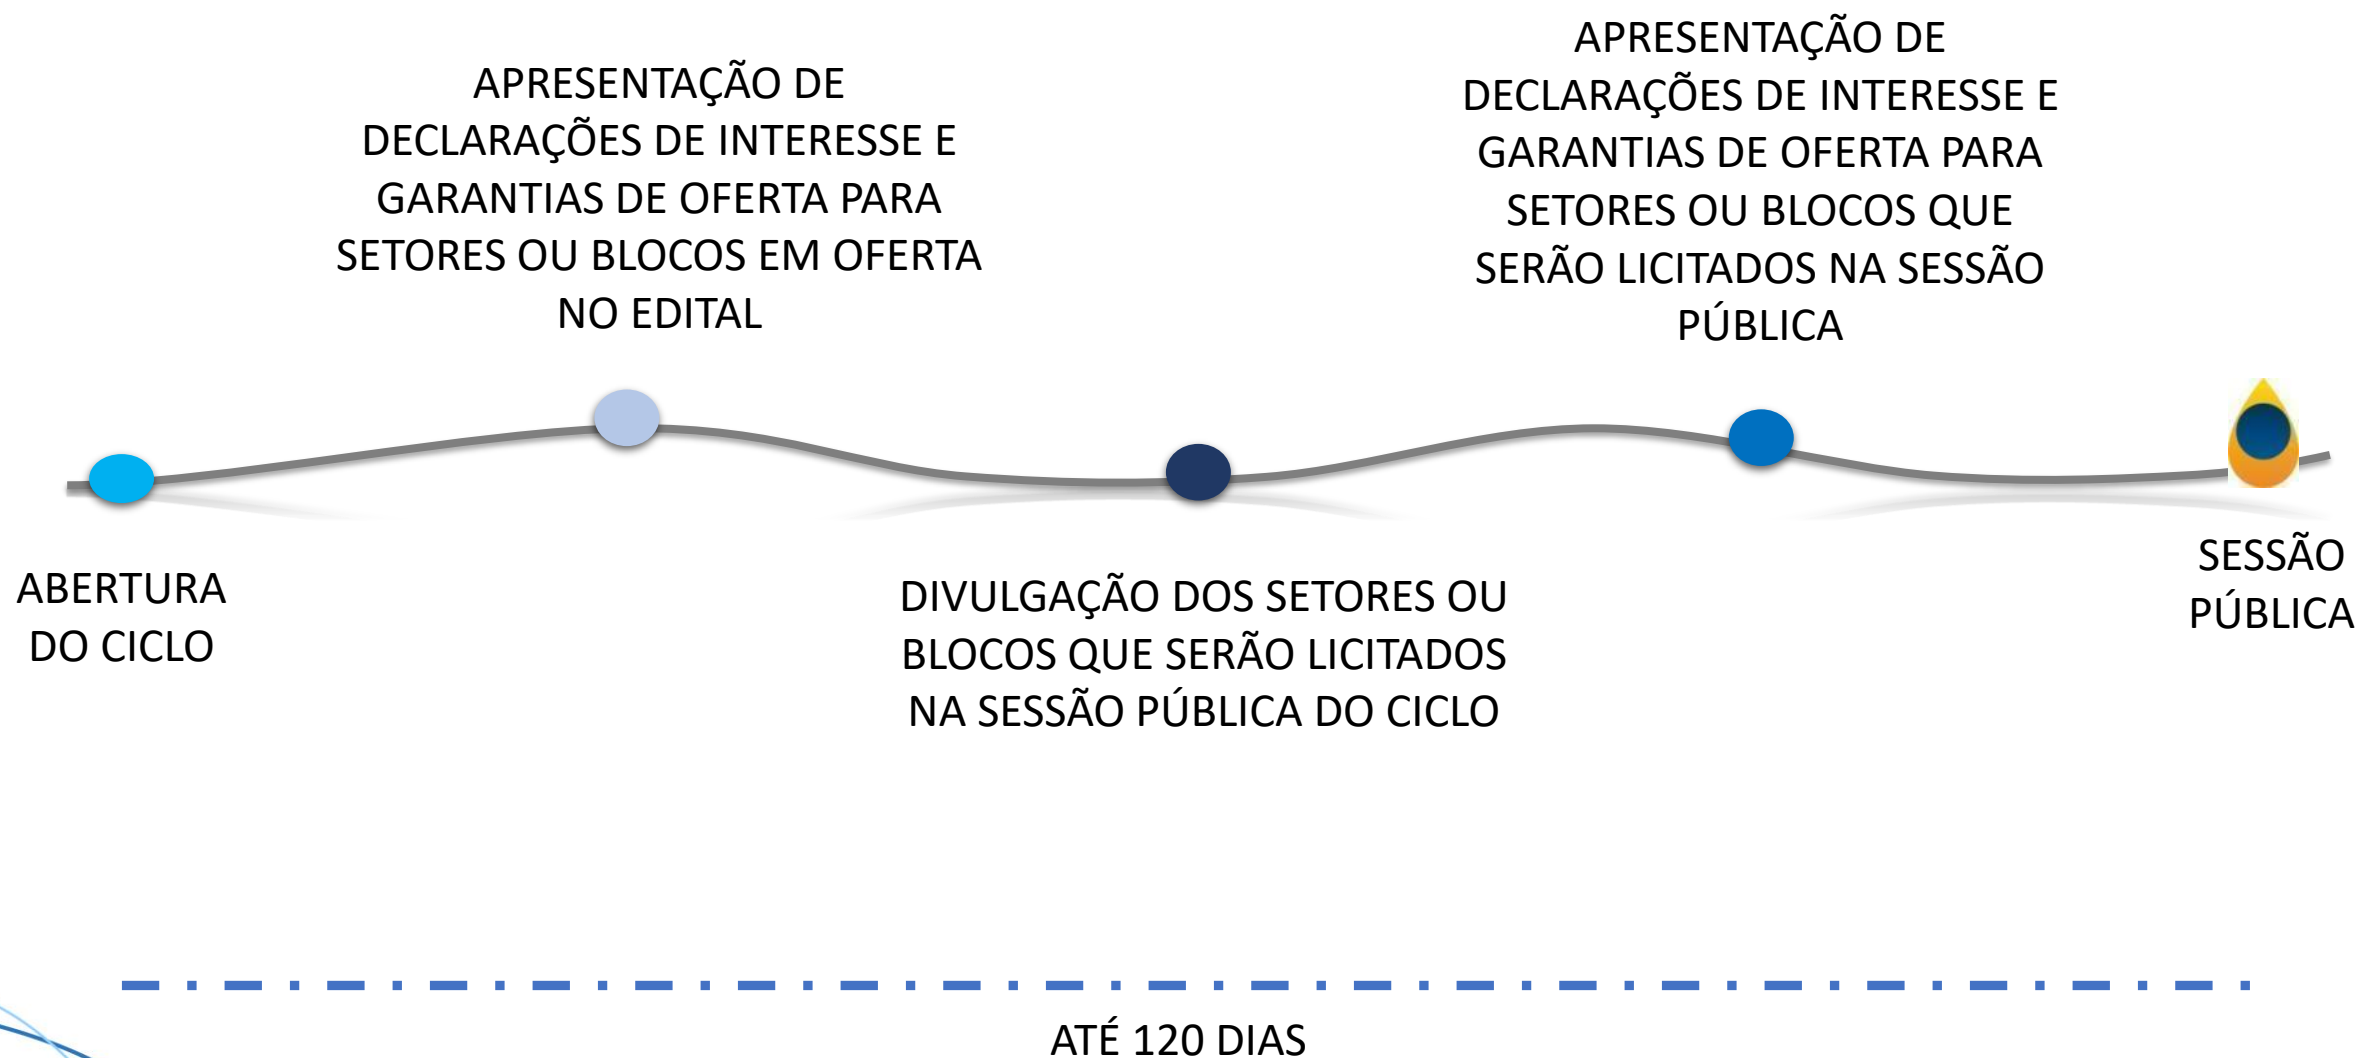 APRESENTAÇÃO DE
DECLARAÇÕES DE INTERESSE E
GARANTIAS DE OFERTA PARA
SETORES OU BLOCOS EM OFERTA
NO EDITAL
APRESENTAÇÃO DE
DECLARAÇÕES DE INTERESSE E
GARANTIAS DE OFERTA PARA
SETORES OU BLOCOS QUE
SERÃO LICITADOS NA SESSÃO
PÚBLICA
ABERTURA
DO CICLO
DIVULGAÇÃO DOS SETORES OU
BLOCOS QUE SERÃO LICITADOS
NA SESSÃO PÚBLICA DO CICLO
SESSÃO
PÚBLICA
ATÉ 120 DIAS